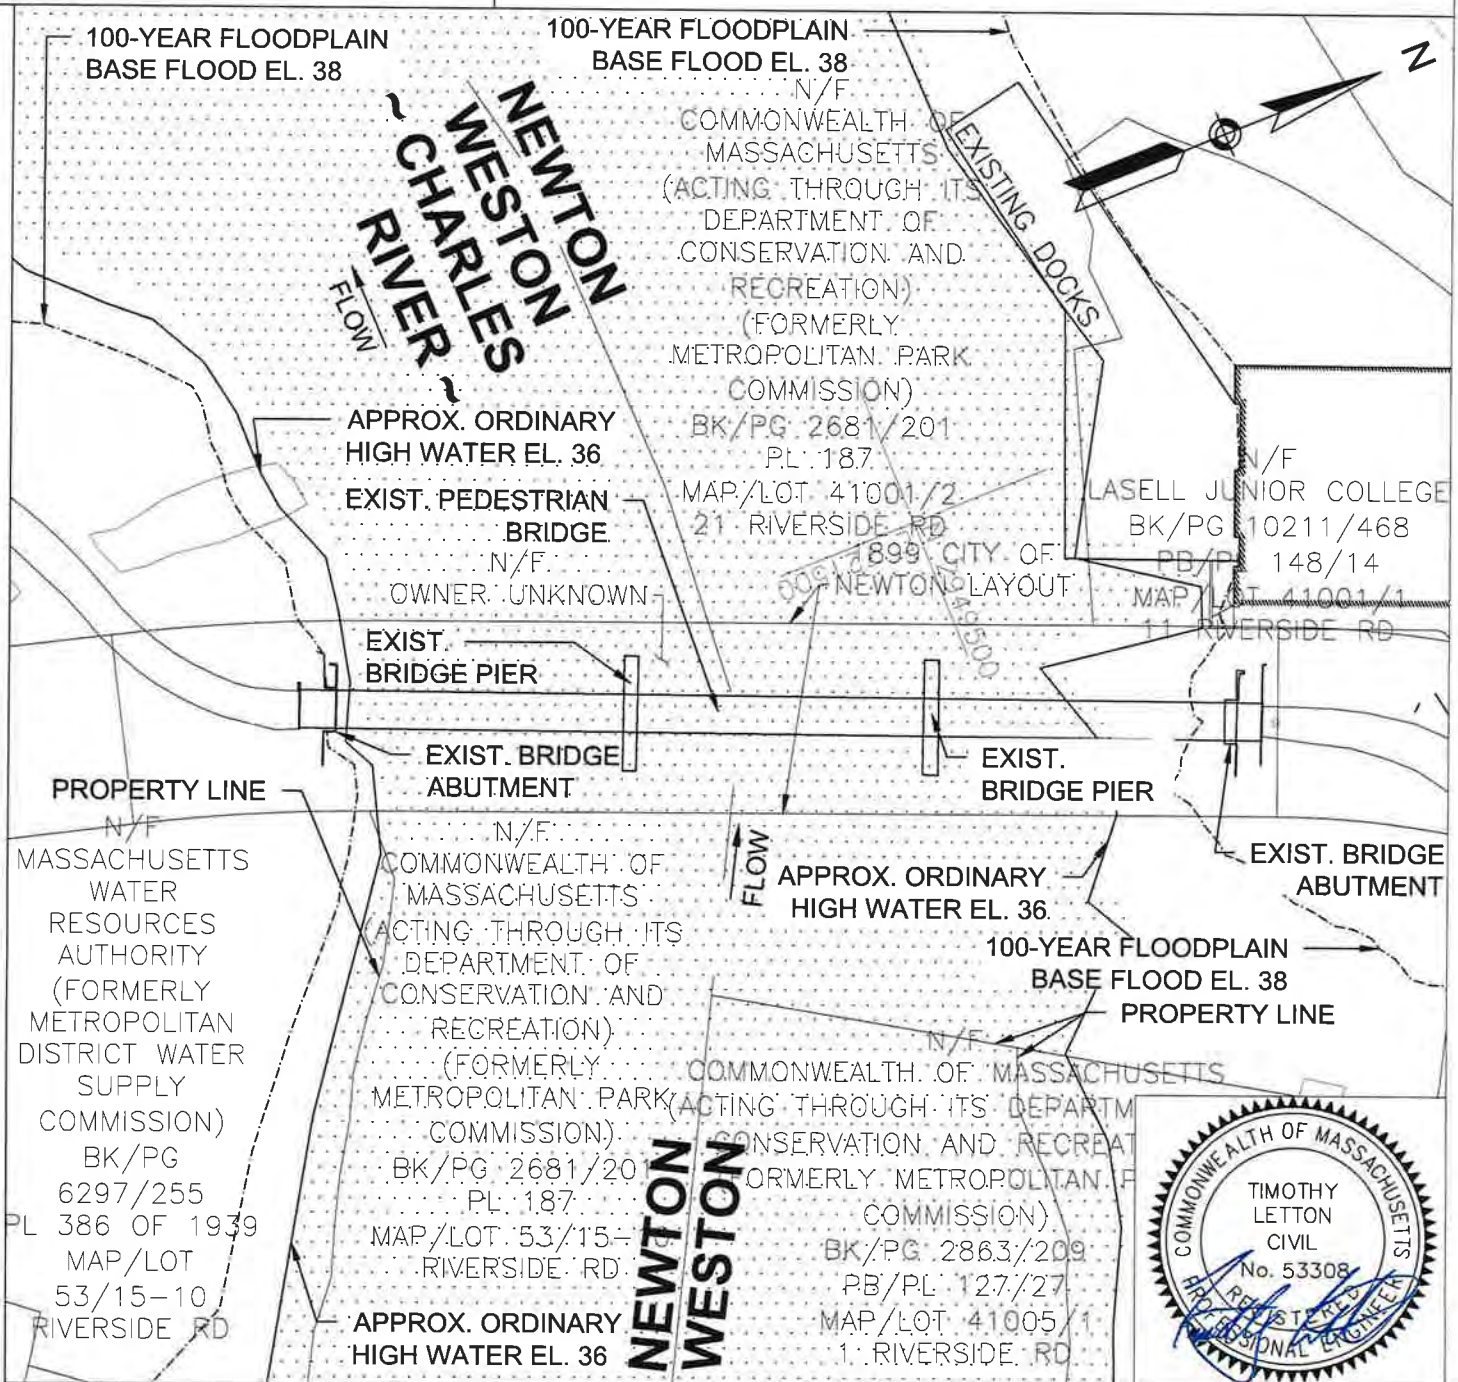 100-YEAR FLOODPLAIN
BASE FLOOD EL. 38
100-YEAR FLOODPLAIN
BASE FLOOD EL. 38
N
NEWTON
WESTON
~ CHARLES
RIVER ~
FLOW
N/F
COMMONWEALTH OF
MASSACHUSETTS
(ACTING THROUGH ITS
DEPARTMENT OF
CONSERVATION AND
RECREATION)
(FORMERLY
METROPOLITAN PARK
COMMISSION)
BK/PG 2681/201
PL 187
MAP/LOT 41001/2
21 RIVERSIDE RD
EXISTING DOCKS
APPROX. ORDINARY
HIGH WATER EL. 36
EXIST. PEDESTRIAN
BRIDGE
N/F
OWNER UNKNOWN
1899 CITY OF
NEWTON LAYOUT
2949500
N/F
LASELL JUNIOR COLLEGE
BK/PG 10211/468
PB/PL 148/14
MAP/LOT 41001/1
11 RIVERSIDE RD
EXIST.
BRIDGE PIER
EXIST. BRIDGE
ABUTMENT
EXIST.
BRIDGE PIER
PROPERTY LINE
N/F
MASSACHUSETTS
WATER
RESOURCES
AUTHORITY
(FORMERLY
METROPOLITAN
DISTRICT WATER
SUPPLY
COMMISSION)
BK/PG
6297/255
PL 386 OF 1939
MAP/LOT
53/15-10
RIVERSIDE RD
N/F
COMMONWEALTH OF
MASSACHUSETTS
(ACTING THROUGH ITS
DEPARTMENT OF
CONSERVATION AND
RECREATION)
(FORMERLY
METROPOLITAN PARK
COMMISSION)
BK/PG 2681/201
PL 187
MAP/LOT 53/15-
RIVERSIDE RD
FLOW
APPROX. ORDINARY
HIGH WATER EL. 36
EXIST. BRIDGE
ABUTMENT
100-YEAR FLOODPLAIN
BASE FLOOD EL. 38
PROPERTY LINE
N/F
COMMONWEALTH OF MASSACHUSETTS
(ACTING THROUGH ITS DEPARTM
CONSERVATION AND RECREAT
FORMERLY METROPOLITAN P
COMMISSION)
BK/PG 2863/209
PB/PL 127/27
MAP/LOT 41005/1
1 RIVERSIDE RD
NEWTON
WESTON
APPROX. ORDINARY
HIGH WATER EL. 36
COMMONWEALTH OF MASSACHUSETTS
TIMOTHY
LETTON
CIVIL
No. 53308
REGISTERED
PROFESSIONAL ENGINEER